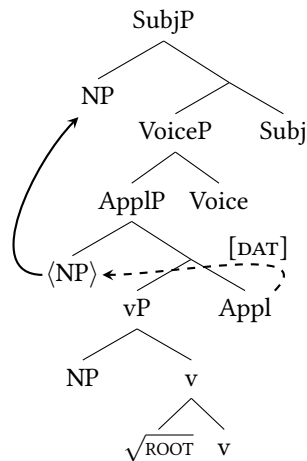 SubjP
NP
VoiceP Subj
ApplP Voice
[DAT]
⟨NP⟩
vP Appl
NP v
√ROOT v